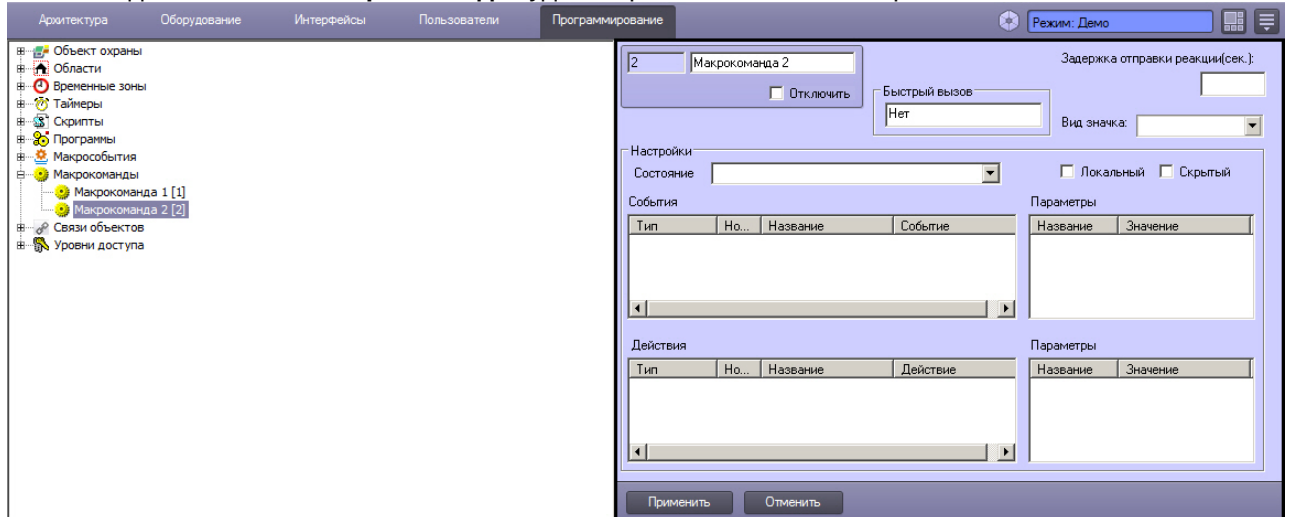 Архитектура Оборудование Интерфейсы Пользователи Программирование Режим: Демо
Объект охраны
Области
Временные зоны
Таймеры
Скрипты
Программы
Макрособытия
Макрокоманды
Макрокоманда 1 [1]
Макрокоманда 2 [2]
Связи объектов
Уровни доступа
2 Макрокоманда 2
Отключить
Быстрый вызов
Нет
Задержка отправки реакции(сек.):
Вид значка:
Настройки
Состояние
Локальный Скрытый
События Параметры
Тип Но... Название Событие Название Значение
Действия Параметры
Тип Но... Название Действие Название Значение
Применить Отменить